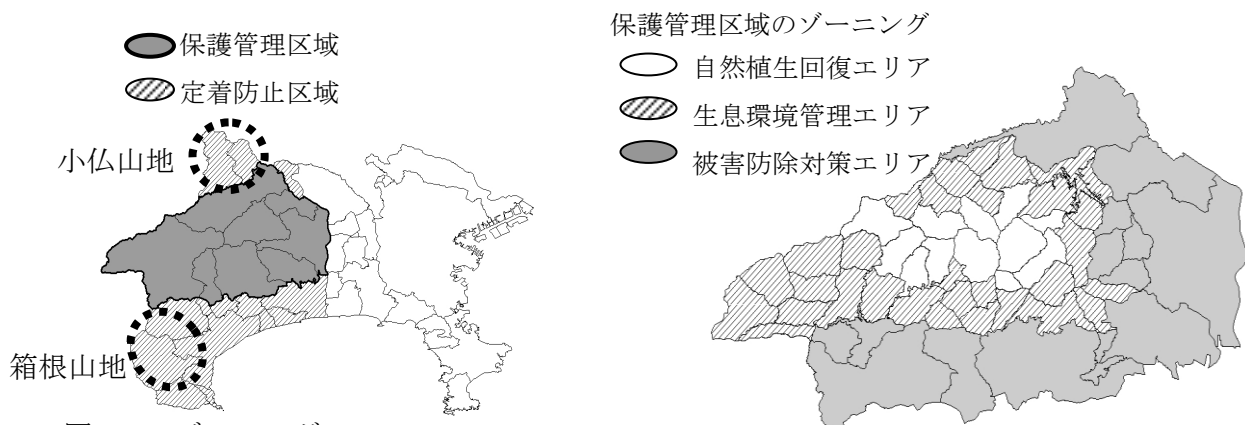 保護管理区域
定着防止区域
小仏山地
箱根山地
保護管理区域のゾーニング
自然植生回復エリア
生息環境管理エリア
被害防除対策エリア